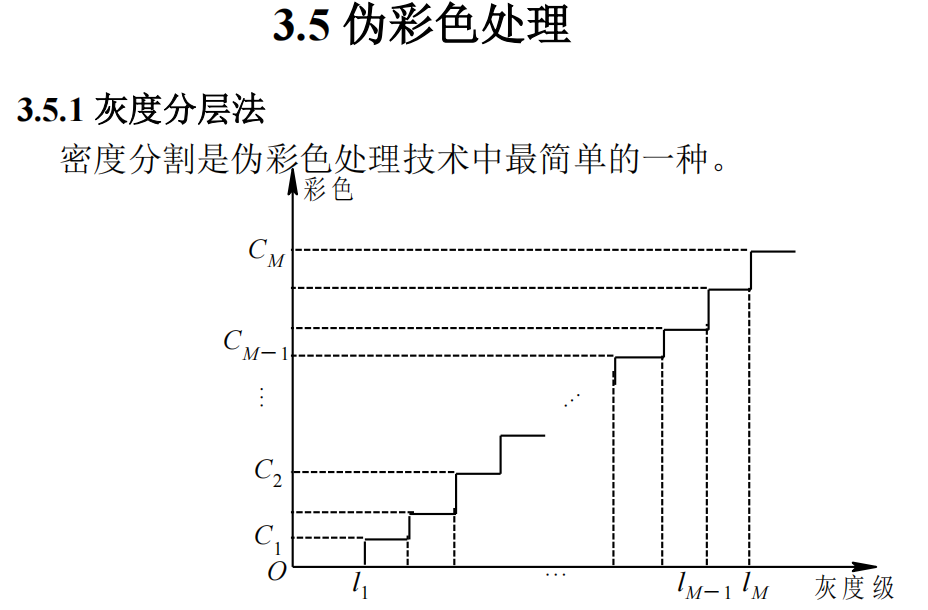 3.5 伪彩色处理
3.5.1 灰度分层法
密度分割是伪彩色处理技术中最简单的一种。
彩色
C_M
C_{M-1}
⋮
⋰
C_2
C_1
O
l_1
…
l_{M-1}
l_M
灰度级